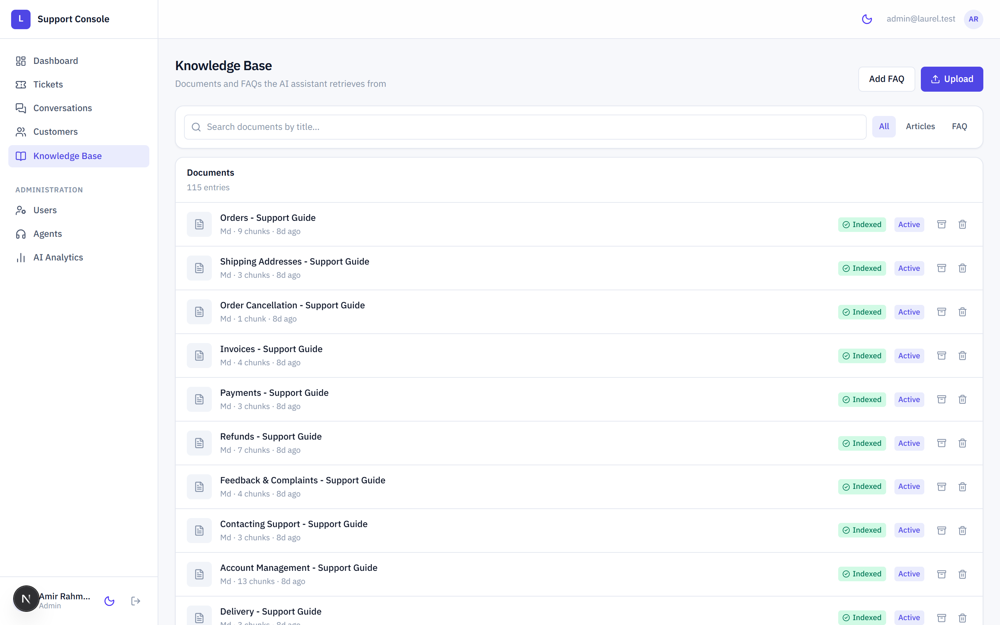 L Support Console
admin@laurel.test AR
Dashboard
Tickets
Conversations
Customers
Knowledge Base
ADMINISTRATION
Users
Agents
AI Analytics
N Amir Rahm...
Admin
Knowledge Base
Documents and FAQs the AI assistant retrieves from
Add FAQ
Upload
Search documents by title...
All Articles FAQ
Documents
115 entries
Orders - Support Guide
Md · 9 chunks · 8d ago
Indexed Active
Shipping Addresses - Support Guide
Md · 3 chunks · 8d ago
Indexed Active
Order Cancellation - Support Guide
Md · 1 chunk · 8d ago
Indexed Active
Invoices - Support Guide
Md · 4 chunks · 8d ago
Indexed Active
Payments - Support Guide
Md · 3 chunks · 8d ago
Indexed Active
Refunds - Support Guide
Md · 7 chunks · 8d ago
Indexed Active
Feedback & Complaints - Support Guide
Md · 4 chunks · 8d ago
Indexed Active
Contacting Support - Support Guide
Md · 3 chunks · 8d ago
Indexed Active
Account Management - Support Guide
Md · 13 chunks · 8d ago
Indexed Active
Delivery - Support Guide
Md · 3 chunks · 8d ago
Indexed Active